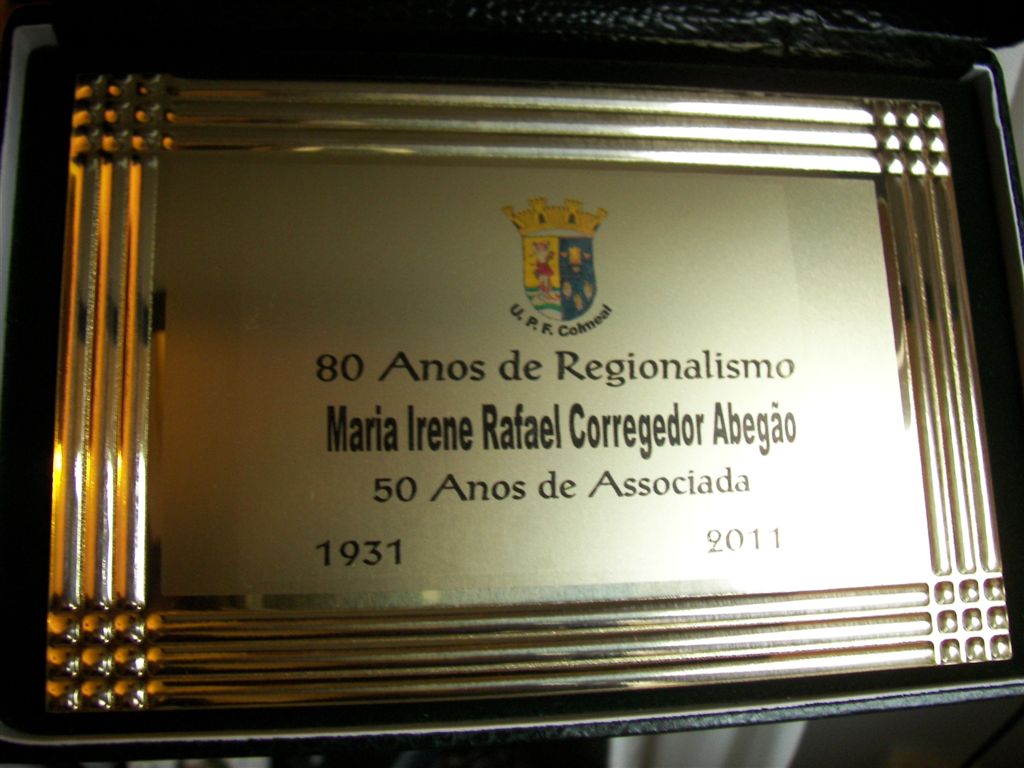 U. P. F. Colmeal
80 Anos de Regionalismo
Maria Irene Rafael Corregedor Abegão
50 Anos de Associada
1931 2011